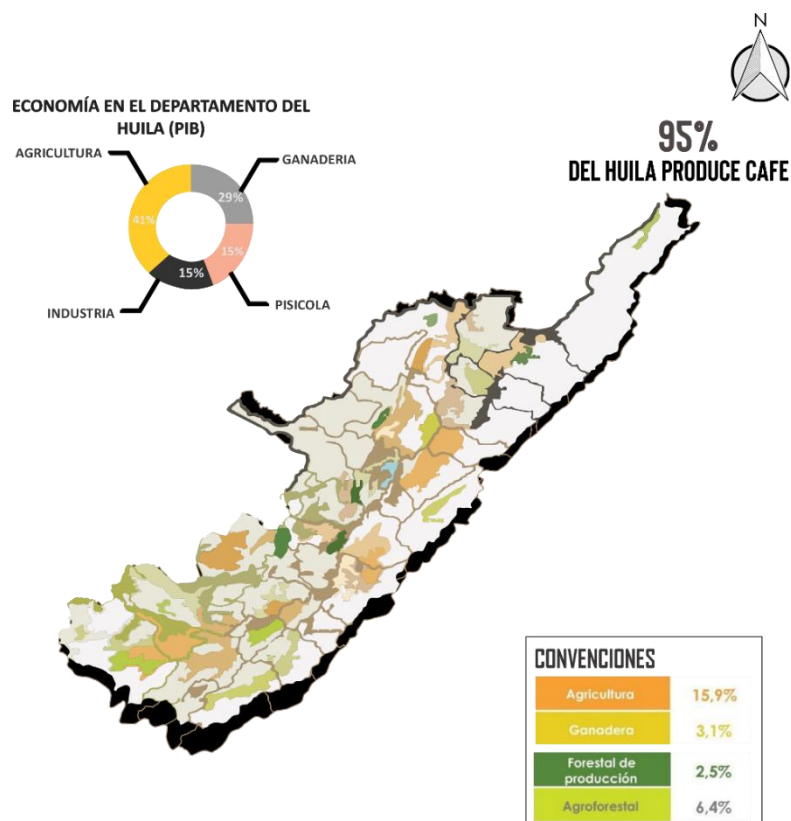 N
ECONOMÍA EN EL DEPARTAMENTO DEL
HUILA (PIB)
AGRICULTURA
GANADERIA
29%
41%
15%
15%
INDUSTRIA
PISICOLA
95%
DEL HUILA PRODUCE CAFE
CONVENCIONES
Agricultura 15,9%
Ganadera 3,1%
Forestal de
producción 2,5%
Agroforestal 6,4%